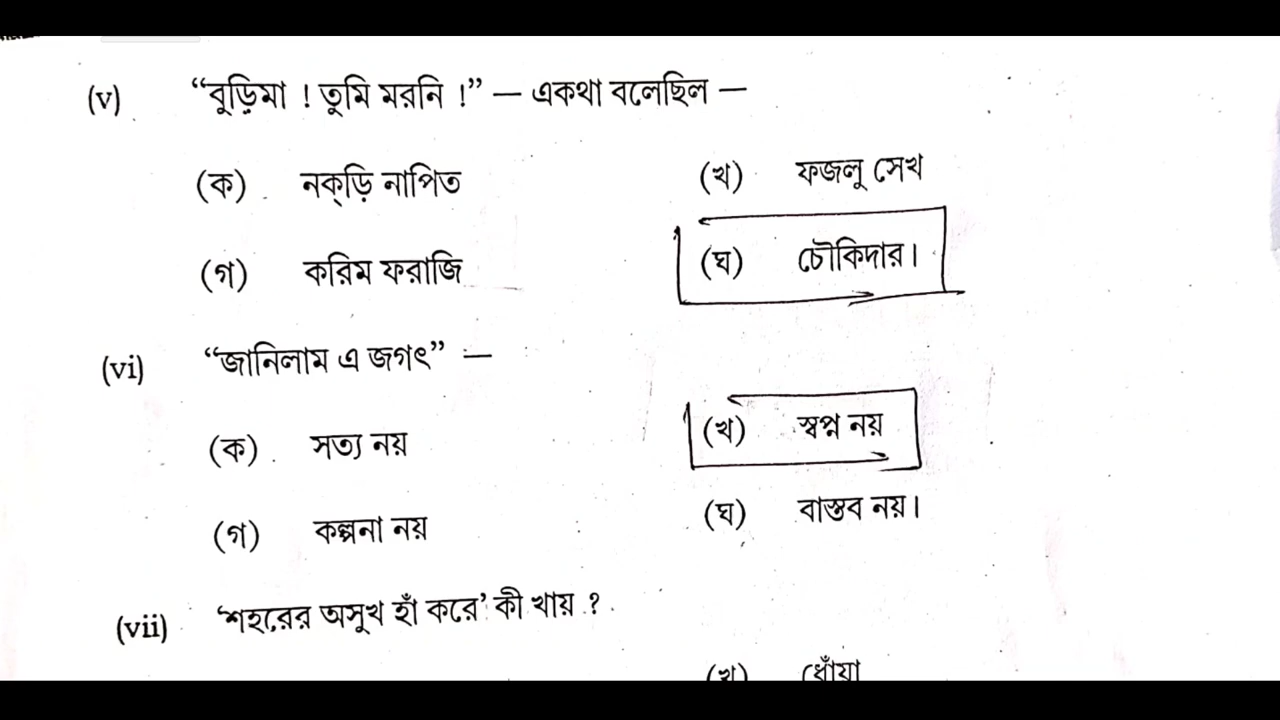 (v) “বুড়িমা ! তুমি মরনি !” — একথা বলেছিল —
(ক) নক্‌ড়ি নাপিত (খ) ফজলু সেখ
(গ) করিম ফরাজি (ঘ) চৌকিদার।
(vi) “জানিলাম এ জগৎ” —
(ক) সত্য নয় (খ) স্বপ্ন নয়
(গ) কল্পনা নয় (ঘ) বাস্তব নয়।
(vii) ‘শহরের অসুখ হাঁ করে’ কী খায় ?
(খ) ধোঁয়া